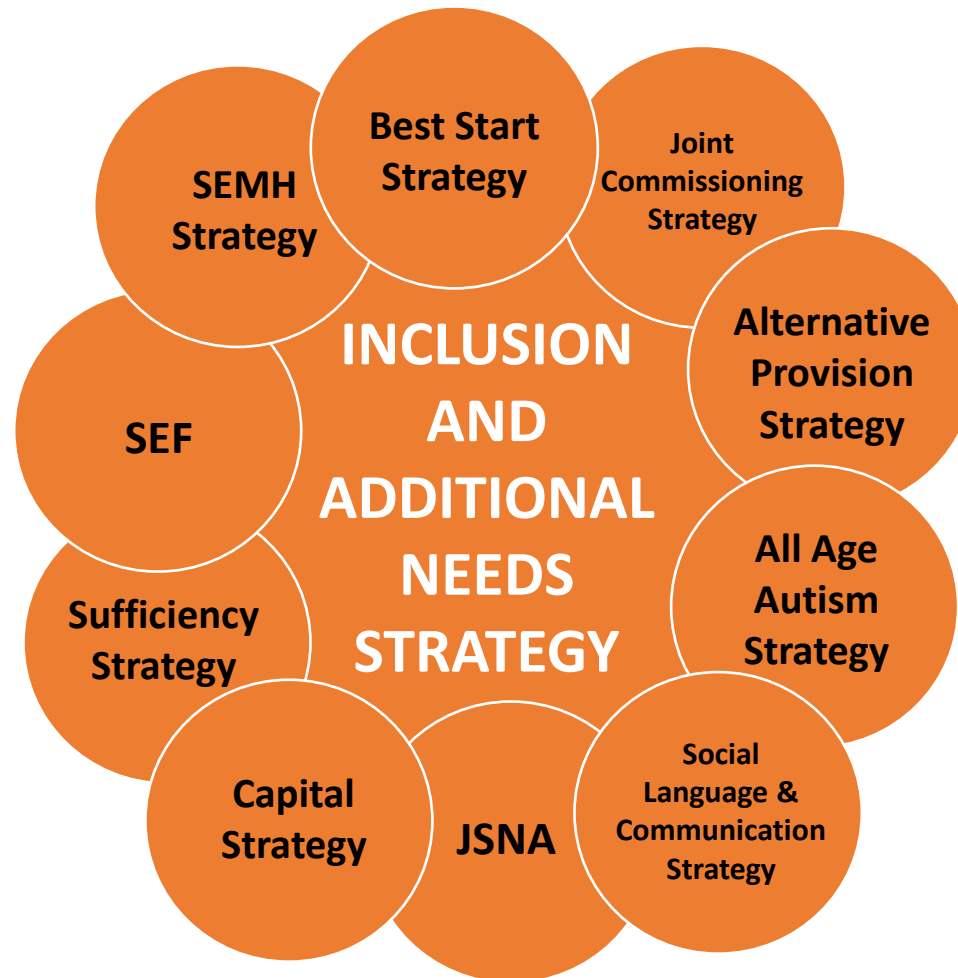 Best Start
Strategy
Joint
Commissioning
Strategy
Alternative
Provision
Strategy
All Age
Autism
Strategy
Social
Language &
Communication
Strategy
JSNA
Capital
Strategy
Sufficiency
Strategy
SEF
SEMH
Strategy
INCLUSION
AND
ADDITIONAL
NEEDS
STRATEGY